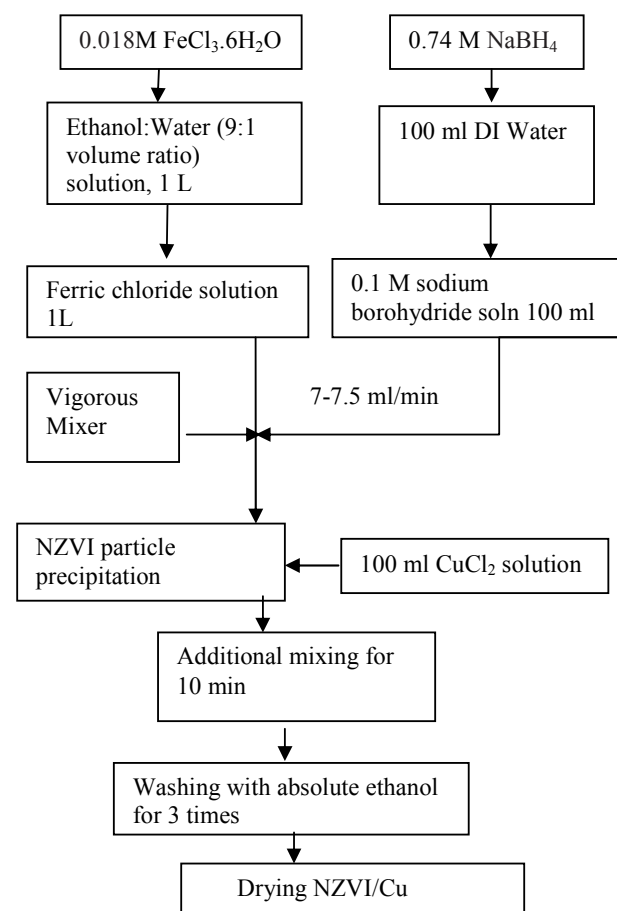 0.018M FeCl₃.6H₂O
0.74 M NaBH₄
Ethanol:Water (9:1
volume ratio)
solution, 1 L
100 ml DI Water
Ferric chloride solution
1L
0.1 M sodium
borohydride soln 100 ml
Vigorous
Mixer
7-7.5 ml/min
NZVI particle
precipitation
100 ml CuCl₂ solution
Additional mixing for
10 min
Washing with absolute ethanol
for 3 times
Drying NZVI/Cu